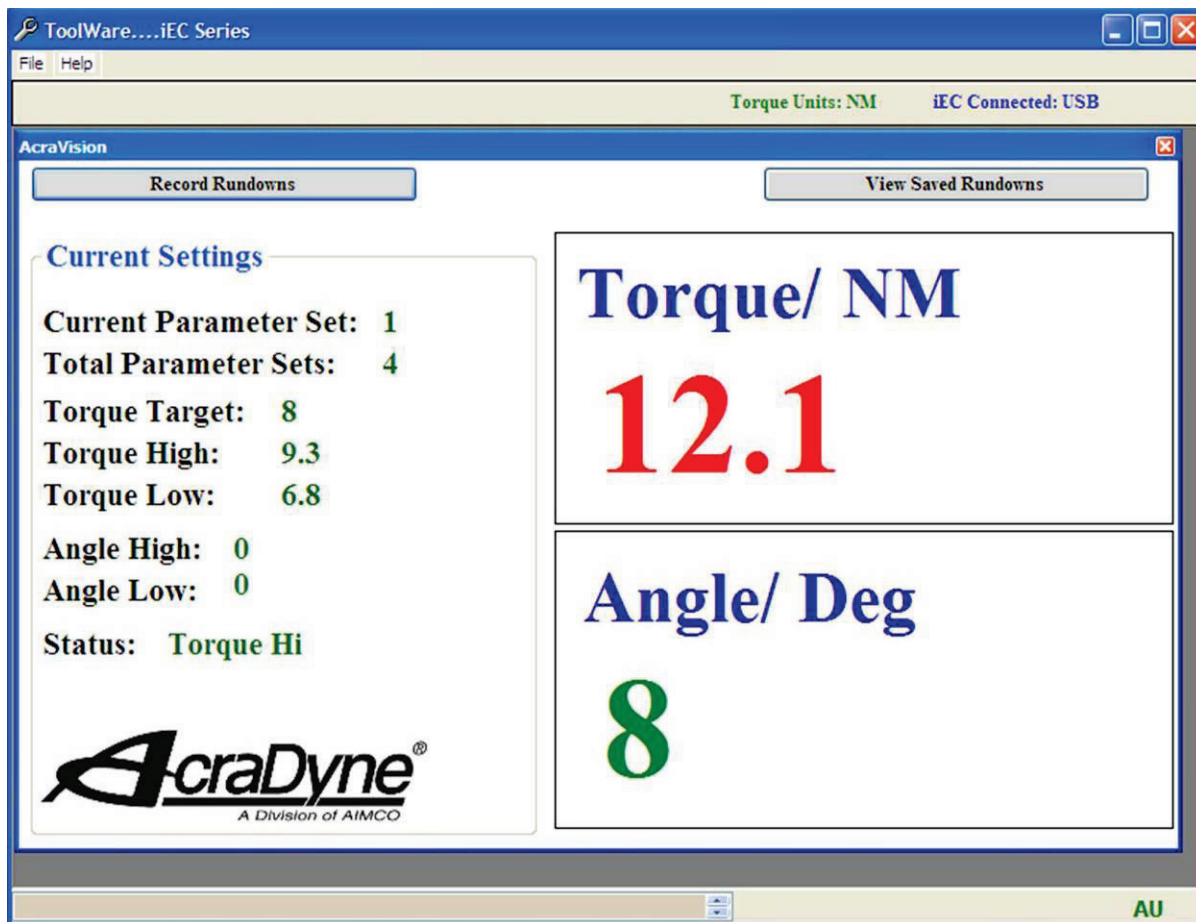 ToolWare....iEC Series
File Help
Torque Units: NM iEC Connected: USB
AcraVision
Record Rundowns View Saved Rundowns
Current Settings
Current Parameter Set: 1
Total Parameter Sets: 4
Torque Target: 8
Torque High: 9.3
Torque Low: 6.8
Angle High: 0
Angle Low: 0
Status: Torque Hi
AcraDyne®
A Division of AIMCO
Torque/ NM
12.1
Angle/ Deg
8
AU